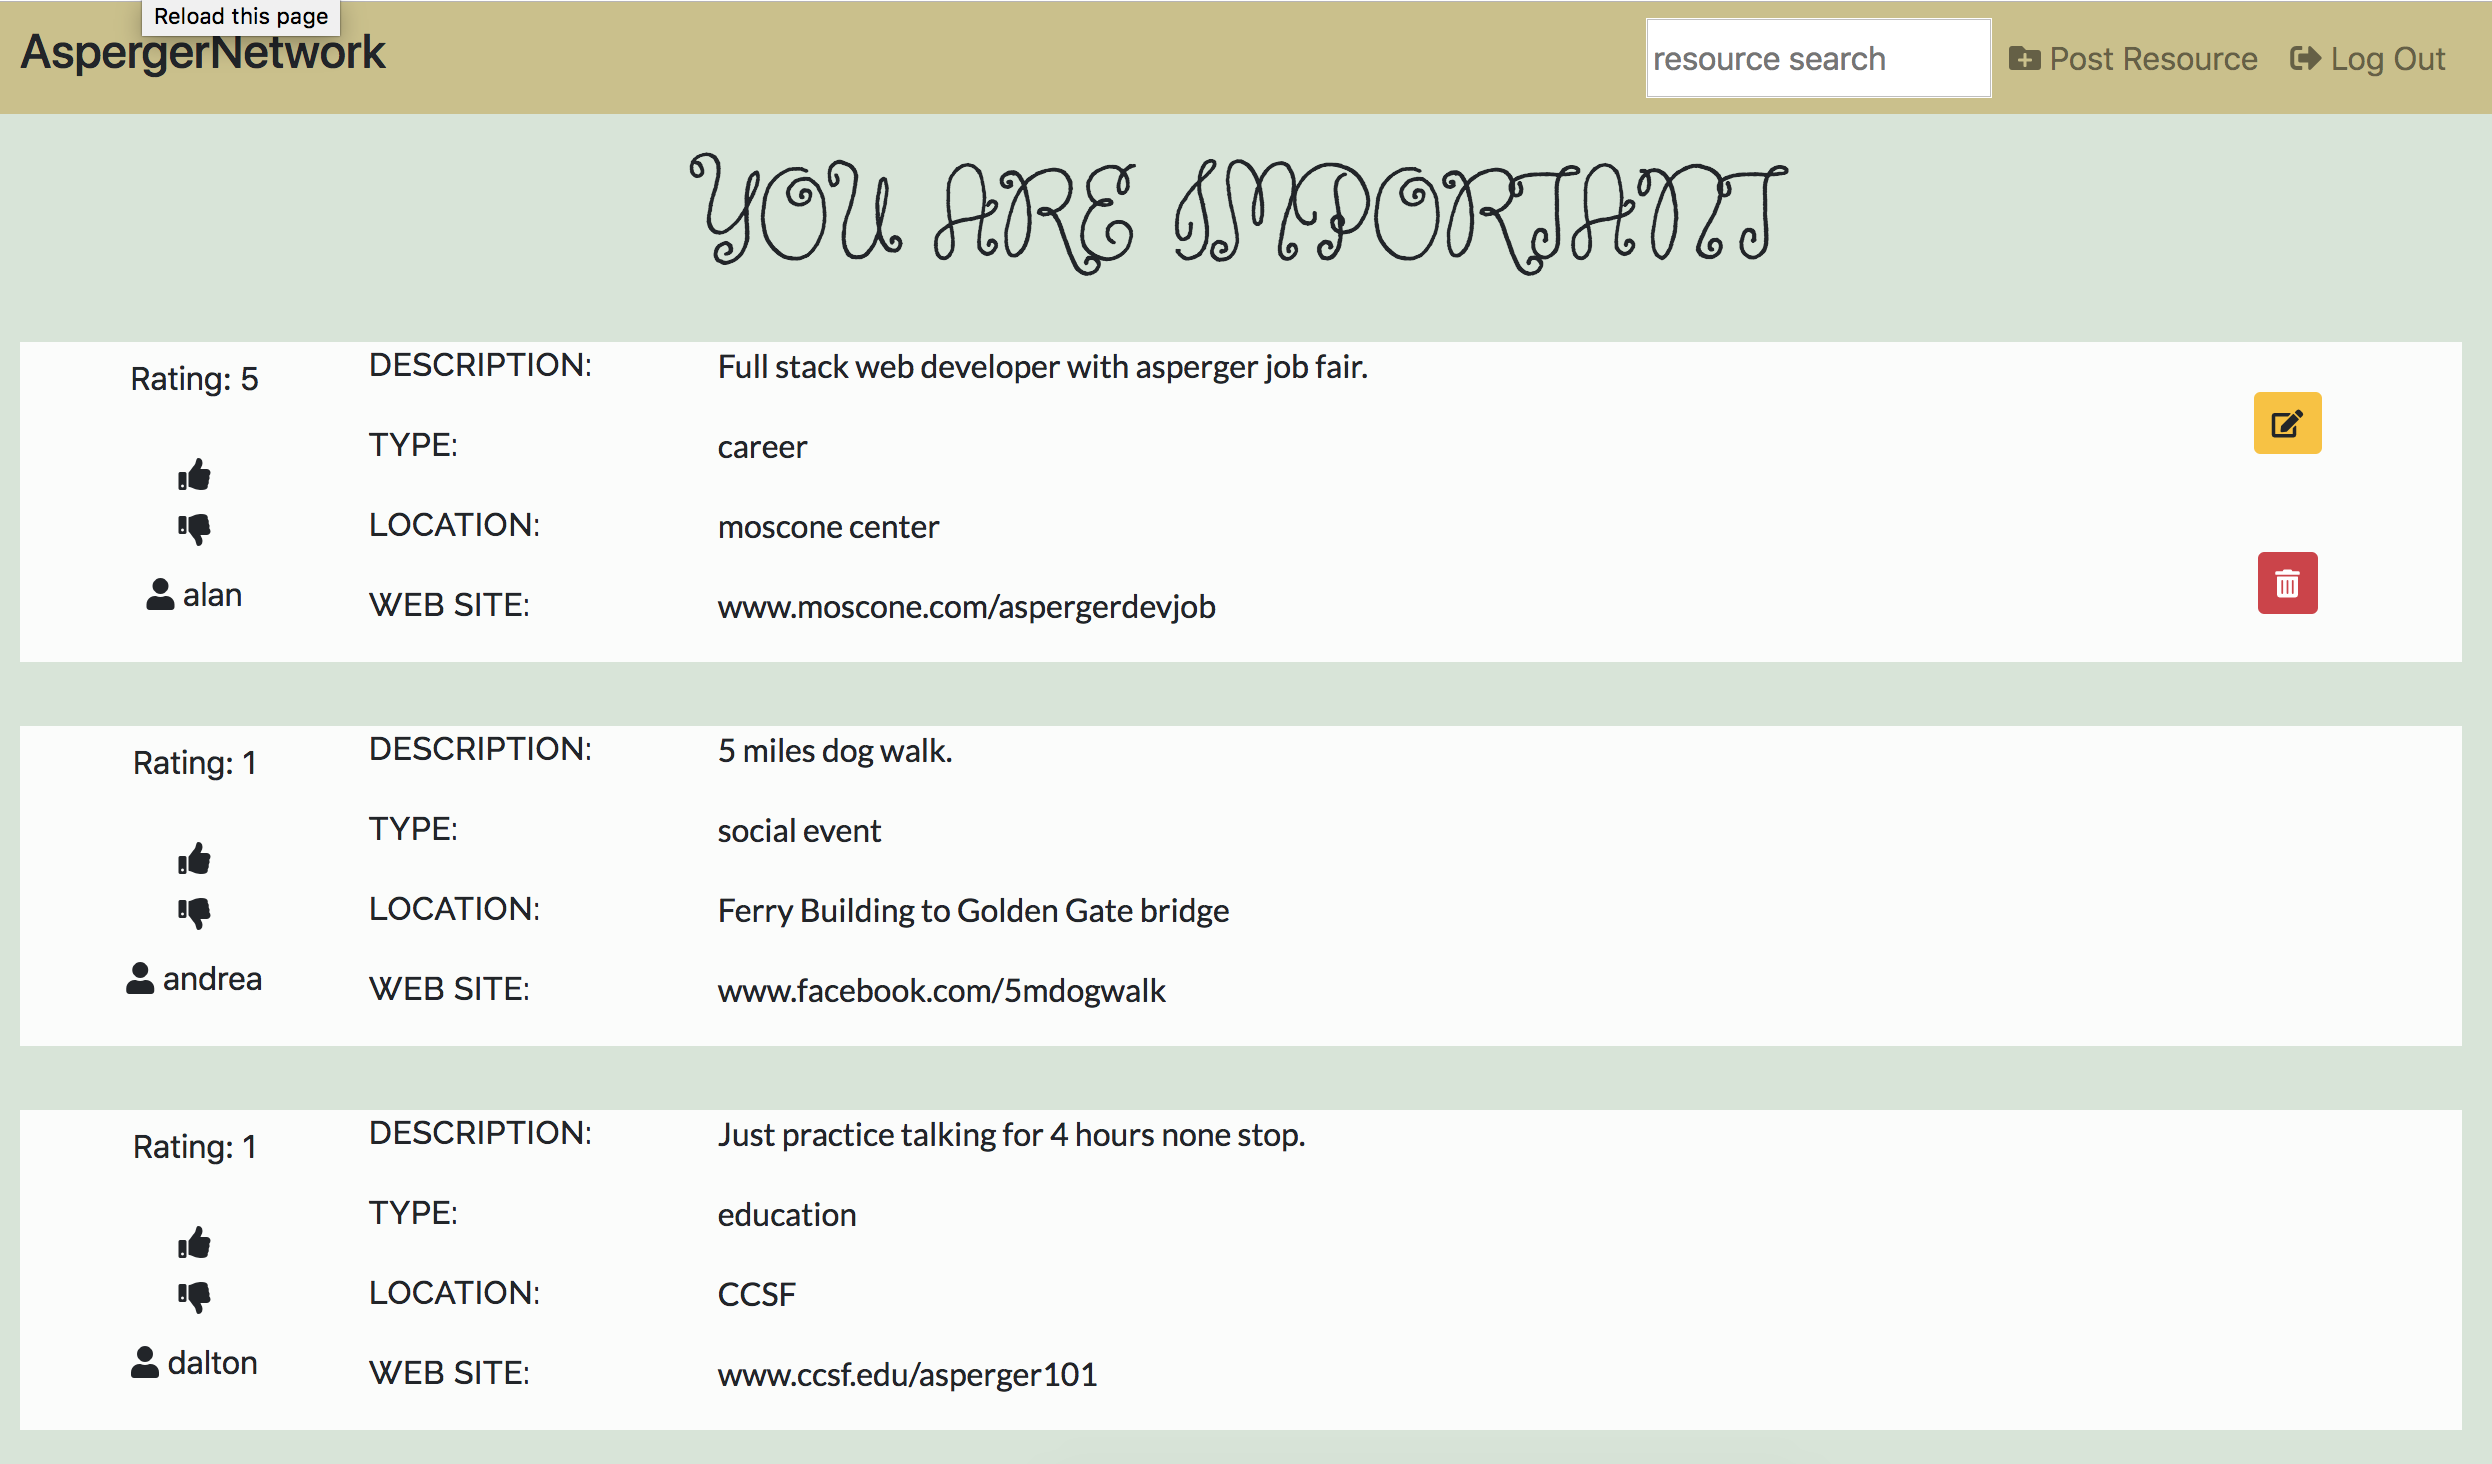 Reload this page
AspergerNetwork
resource search
Post Resource
Log Out
YOU ARE IMPORTANT
Rating: 5
DESCRIPTION: Full stack web developer with asperger job fair.
TYPE: career
LOCATION: moscone center
alan
WEB SITE: www.moscone.com/aspergerdevjob
Rating: 1
DESCRIPTION: 5 miles dog walk.
TYPE: social event
LOCATION: Ferry Building to Golden Gate bridge
andrea
WEB SITE: www.facebook.com/5mdogwalk
Rating: 1
DESCRIPTION: Just practice talking for 4 hours none stop.
TYPE: education
LOCATION: CCSF
dalton
WEB SITE: www.ccsf.edu/asperger101